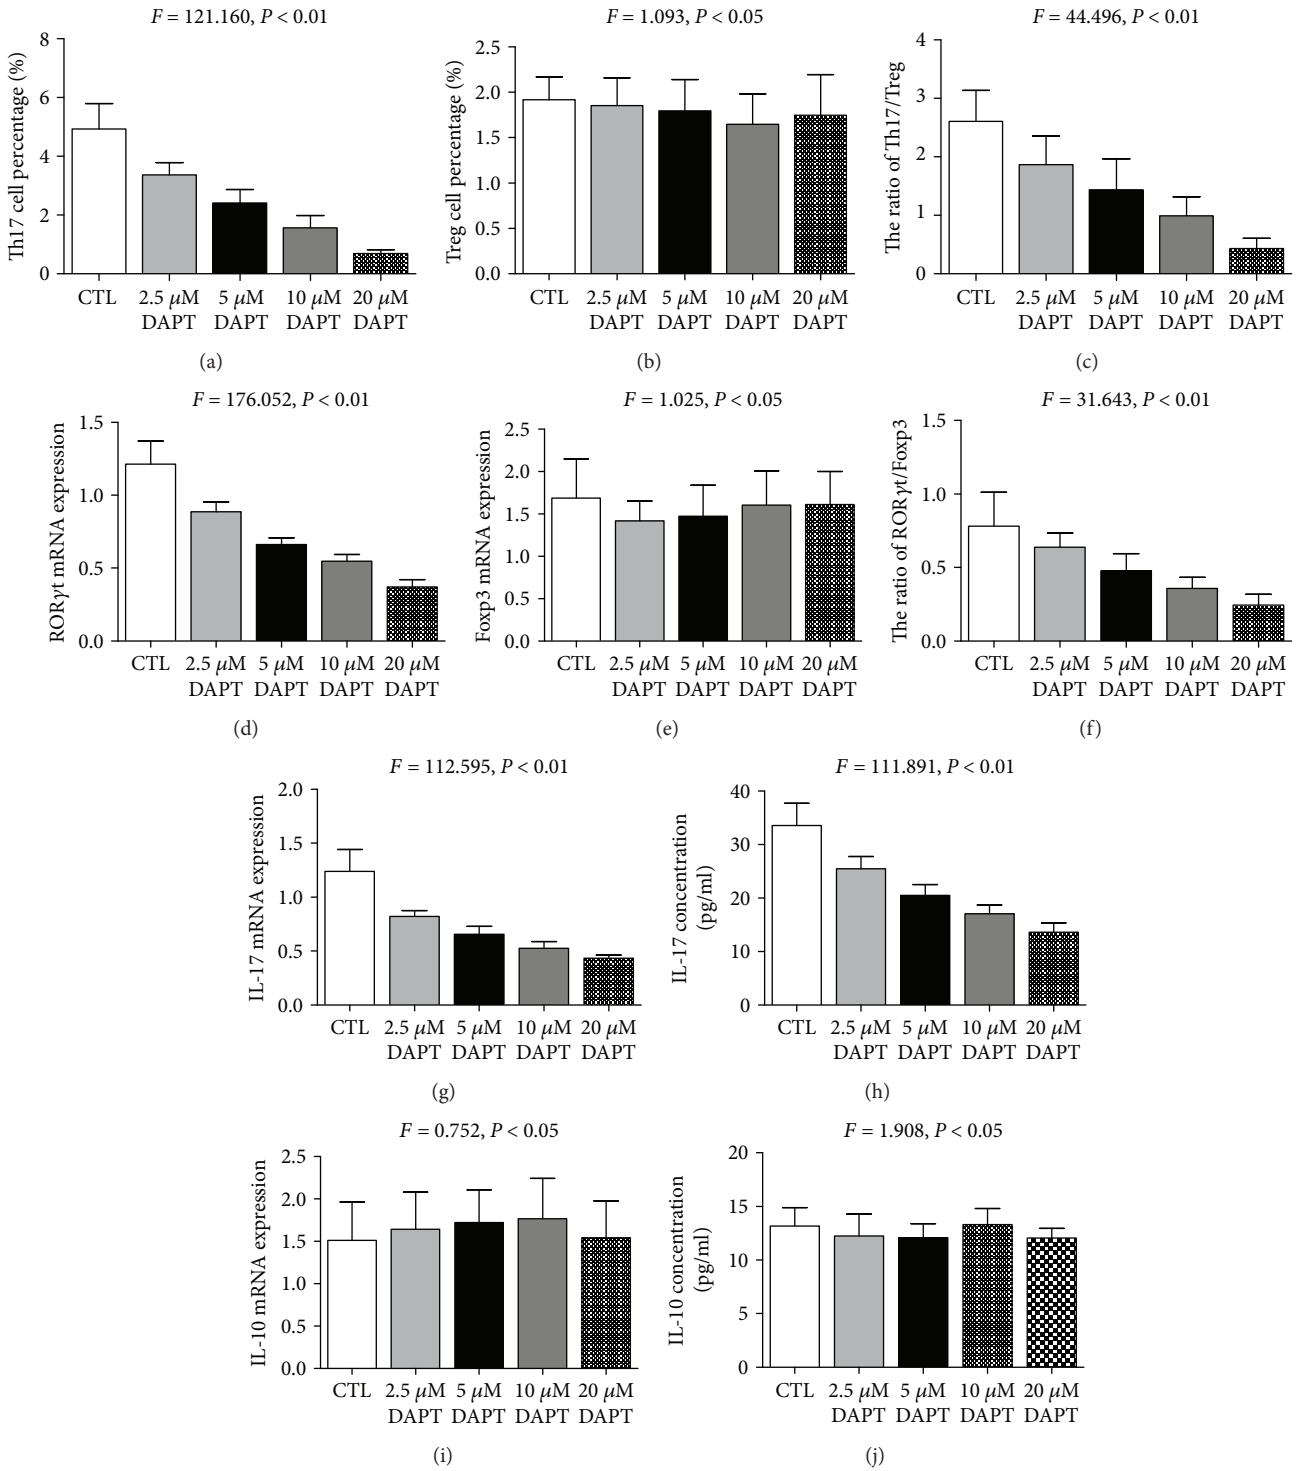 F = 121.160, P < 0.01
Th17 cell percentage (%)
8
6
4
2
0
CTL 2.5 μM 5 μM 10 μM 20 μM
DAPT DAPT DAPT DAPT
(a)
F = 1.093, P < 0.05
Treg cell percentage (%)
2.5
2.0
1.5
1.0
0.5
0.0
CTL 2.5 μM 5 μM 10 μM 20 μM
DAPT DAPT DAPT DAPT
(b)
F = 44.496, P < 0.01
The ratio of Th17/Treg
4
3
2
1
0
CTL 2.5 μM 5 μM 10 μM 20 μM
DAPT DAPT DAPT DAPT
(c)
F = 176.052, P < 0.01
RORγt mRNA expression
1.5
1.0
0.5
0.0
CTL 2.5 μM 5 μM 10 μM 20 μM
DAPT DAPT DAPT DAPT
(d)
F = 1.025, P < 0.05
Foxp3 mRNA expression
2.5
2.0
1.5
1.0
0.5
0.0
CTL 2.5 μM 5 μM 10 μM 20 μM
DAPT DAPT DAPT DAPT
(e)
F = 31.643, P < 0.01
The ratio of RORγt/Foxp3
1.5
1.0
0.5
0.0
CTL 2.5 μM 5 μM 10 μM 20 μM
DAPT DAPT DAPT DAPT
(f)
F = 112.595, P < 0.01
IL-17 mRNA expression
2.0
1.5
1.0
0.5
0.0
CTL 2.5 μM 5 μM 10 μM 20 μM
DAPT DAPT DAPT DAPT
(g)
F = 111.891, P < 0.01
IL-17 concentration
(pg/ml)
40
30
20
10
0
CTL 2.5 μM 5 μM 10 μM 20 μM
DAPT DAPT DAPT DAPT
(h)
F = 0.752, P < 0.05
IL-10 mRNA expression
2.5
2.0
1.5
1.0
0.5
0.0
CTL 2.5 μM 5 μM 10 μM 20 μM
DAPT DAPT DAPT DAPT
(i)
F = 1.908, P < 0.05
IL-10 concentration
(pg/ml)
20
15
10
5
0
CTL 2.5 μM 5 μM 10 μM 20 μM
DAPT DAPT DAPT DAPT
(j)